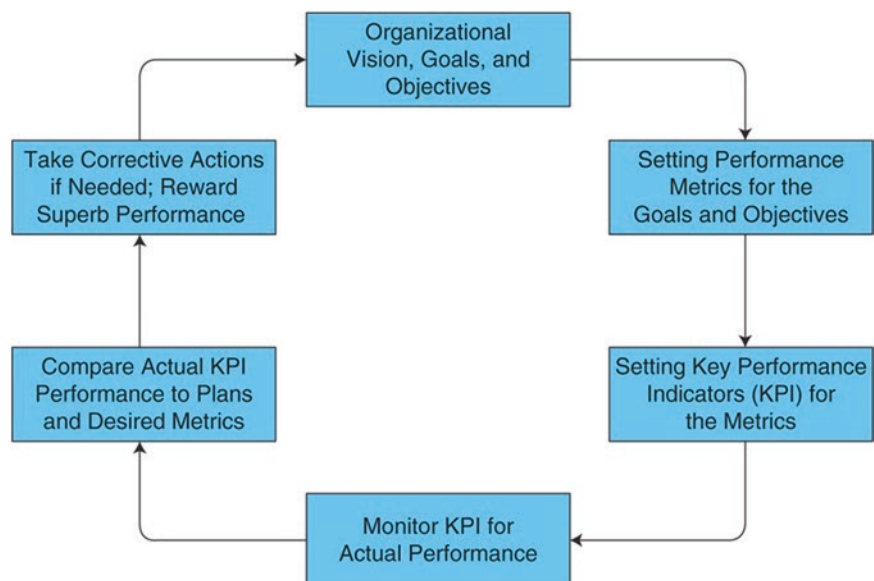 Organizational
Vision, Goals, and
Objectives
Setting Performance
Metrics for the
Goals and Objectives
Setting Key Performance
Indicators (KPI) for
the Metrics
Monitor KPI for
Actual Performance
Compare Actual KPI
Performance to Plans
and Desired Metrics
Take Corrective Actions
if Needed; Reward
Superb Performance